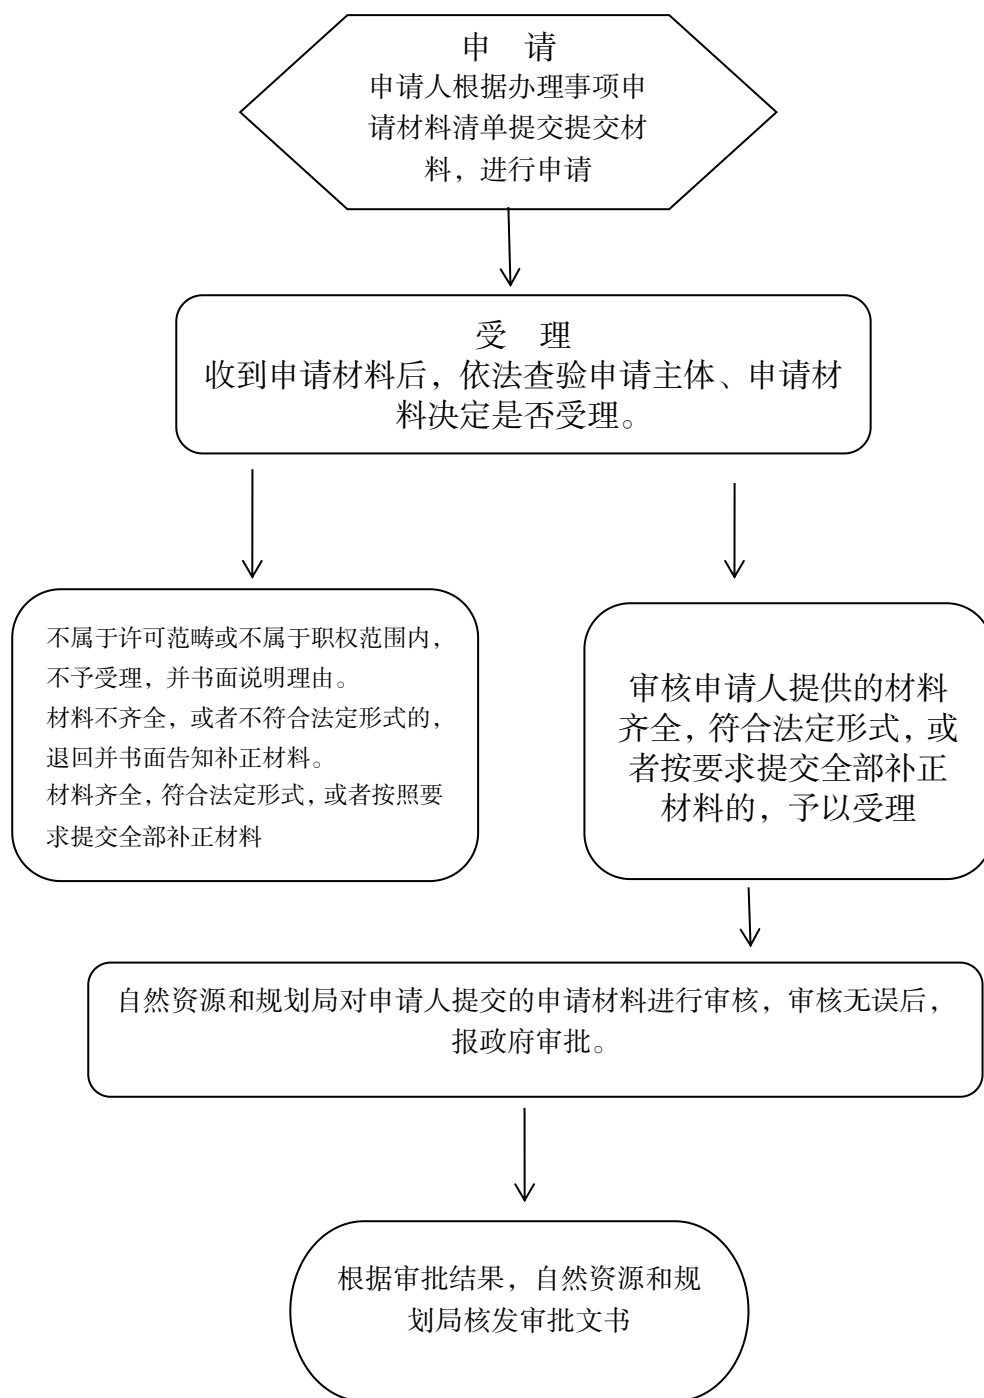 申 请
申请人根据办理事项申
请材料清单提交提交材
料，进行申请
受 理
收到申请材料后，依法查验申请主体、申请材
料决定是否受理。
不属于许可范畴或不属于职权范围内，
不予受理，并书面说明理由。
材料不齐全，或者不符合法定形式的，
退回并书面告知补正材料。
材料齐全，符合法定形式，或者按照要
求提交全部补正材料
审核申请人提供的材料
齐全，符合法定形式，或
者按要求提交全部补正
材料的，予以受理
自然资源和规划局对申请人提交的申请材料进行审核，审核无误后，
报政府审批。
根据审批结果，自然资源和规
划局核发审批文书